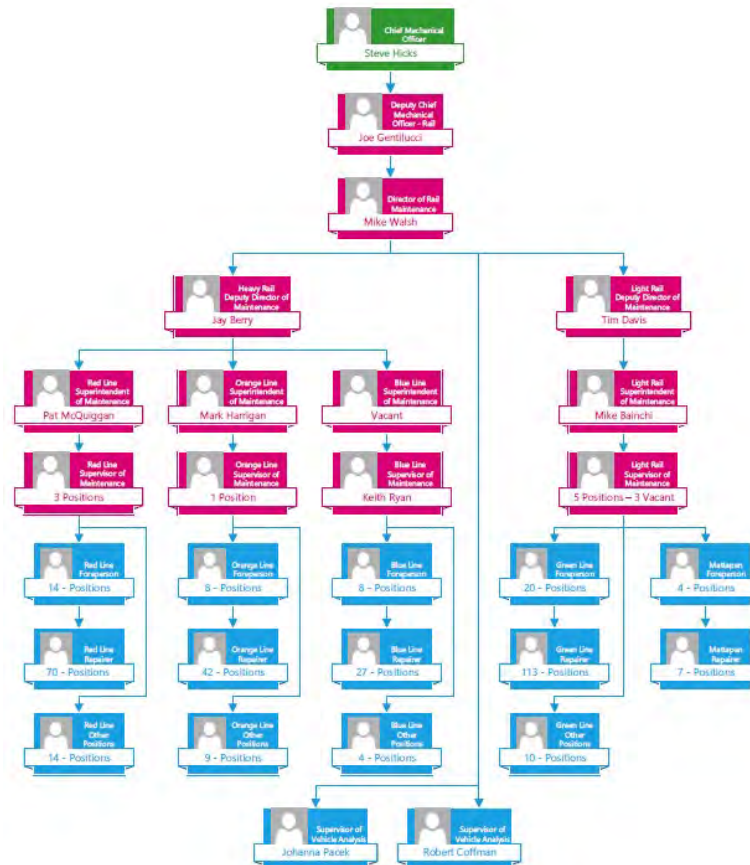 Chief Mechanical
Officer
Steve Hicks
Deputy Chief
Mechanical
Officer - Rail
Joe Gentilucci
Director of Rail
Maintenance
Mike Walsh
Heavy Rail
Deputy Director of
Maintenance
Jay Berry
Light Rail
Deputy Director of
Maintenance
Tim Davis
Red Line
Superintendent
of Maintenance
Pat McQuiggan
Orange Line
Superintendent
of Maintenance
Mark Harrigan
Blue Line
Superintendent
of Maintenance
Vacant
Light Rail
Superintendent
of Maintenance
Mike Bainchi
Red Line
Supervisor of
Maintenance
3 Positions
Orange Line
Supervisor of
Maintenance
1 Position
Blue Line
Supervisor of
Maintenance
Keith Ryan
Light Rail
Supervisor of
Maintenance
5 Positions – 3 Vacant
Red Line
Foreperson
14 - Positions
Orange Line
Foreperson
8 - Positions
Blue Line
Foreperson
8 - Positions
Green Line
Foreperson
20 - Positions
Mattapan
Foreperson
4 - Positions
Red Line
Repairer
70 - Positions
Orange Line
Repairer
42 - Positions
Blue Line
Repairer
27 - Positions
Green Line
Repairer
113 - Positions
Mattapan
Repairer
7 - Positions
Red Line
Other
Positions
14 - Positions
Orange Line
Other
Positions
9 - Positions
Blue Line
Other
Positions
4 - Positions
Green Line
Other
Positions
10 - Positions
Supervisor of
Vehicle Analysis
Johanna Pacek
Supervisor of
Vehicle Analysis
Robert Coffman